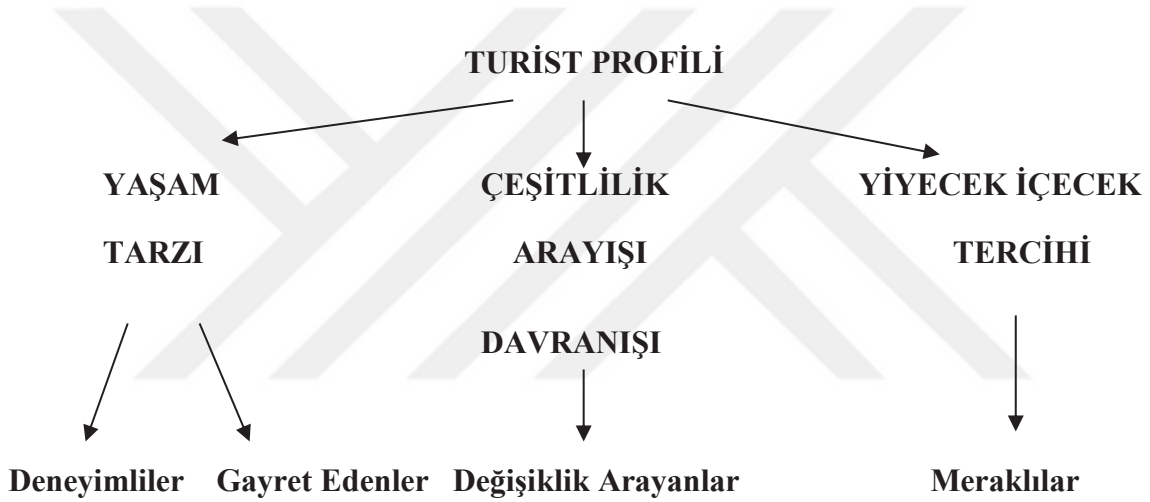 TURİST PROFİLİ
YAŞAM
TARZI
ÇEŞİTLİLİK
ARAYIŞI
DAVRANIŞI
YİYECEK İÇECEK
TERCİHİ
Deneyimliler
Gayret Edenler
Değişiklik Arayanlar
Meraklılar